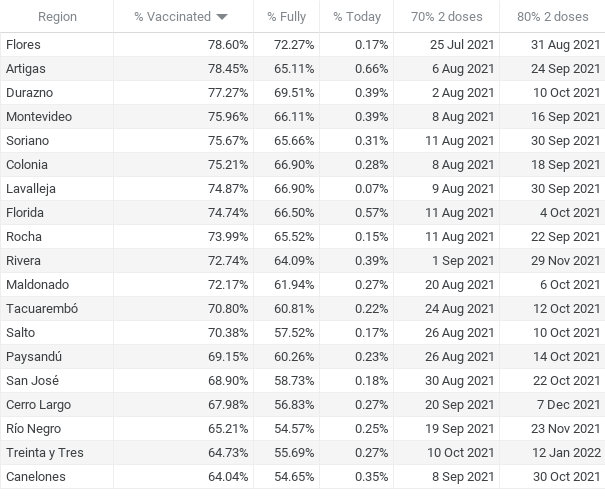 Region % Vaccinated % Fully % Today 70% 2 doses 80% 2 doses
Flores 78.60% 72.27% 0.17% 25 Jul 2021 31 Aug 2021
Artigas 78.45% 65.11% 0.66% 6 Aug 2021 24 Sep 2021
Durazno 77.27% 69.51% 0.39% 2 Aug 2021 10 Oct 2021
Montevideo 75.96% 66.11% 0.39% 8 Aug 2021 16 Sep 2021
Soriano 75.67% 65.66% 0.31% 11 Aug 2021 30 Sep 2021
Colonia 75.21% 66.90% 0.28% 8 Aug 2021 18 Sep 2021
Lavalleja 74.87% 66.90% 0.07% 9 Aug 2021 30 Sep 2021
Florida 74.74% 66.50% 0.57% 11 Aug 2021 4 Oct 2021
Rocha 73.99% 65.52% 0.15% 11 Aug 2021 22 Sep 2021
Rivera 72.74% 64.09% 0.39% 1 Sep 2021 29 Nov 2021
Maldonado 72.17% 61.94% 0.27% 20 Aug 2021 6 Oct 2021
Tacuarembó 70.80% 60.81% 0.22% 24 Aug 2021 12 Oct 2021
Salto 70.38% 57.52% 0.17% 26 Aug 2021 10 Oct 2021
Paysandú 69.15% 60.26% 0.23% 26 Aug 2021 14 Oct 2021
San José 68.90% 58.73% 0.18% 30 Aug 2021 22 Oct 2021
Cerro Largo 67.98% 56.83% 0.27% 20 Sep 2021 7 Dec 2021
Río Negro 65.21% 54.57% 0.25% 19 Sep 2021 23 Nov 2021
Treinta y Tres 64.73% 55.69% 0.27% 10 Oct 2021 12 Jan 2022
Canelones 64.04% 54.65% 0.35% 8 Sep 2021 30 Oct 2021